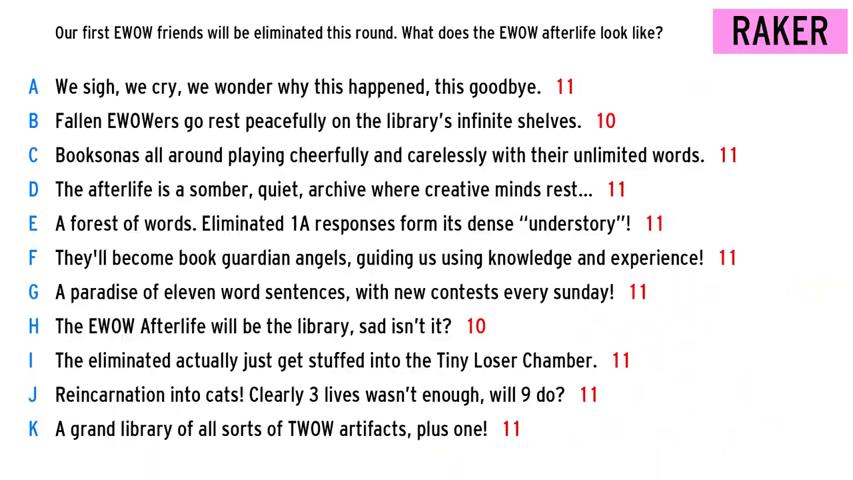 Our first EWOW friends will be eliminated this round. What does the EWOW afterlife look like?
RAKER
A We sigh, we cry, we wonder why this happened, this goodbye. 11
B Fallen EWOWers go rest peacefully on the library's infinite shelves. 10
C Booksonas all around playing cheerfully and carelessly with their unlimited words. 11
D The afterlife is a somber, quiet, archive where creative minds rest... 11
E A forest of words. Eliminated 1A responses form its dense “understory”! 11
F They'll become book guardian angels, guiding us using knowledge and experience! 11
G A paradise of eleven word sentences, with new contests every sunday! 11
H The EWOW Afterlife will be the library, sad isn't it? 10
I The eliminated actually just get stuffed into the Tiny Loser Chamber. 11
J Reincarnation into cats! Clearly 3 lives wasn't enough, will 9 do? 11
K A grand library of all sorts of TWOW artifacts, plus one! 11